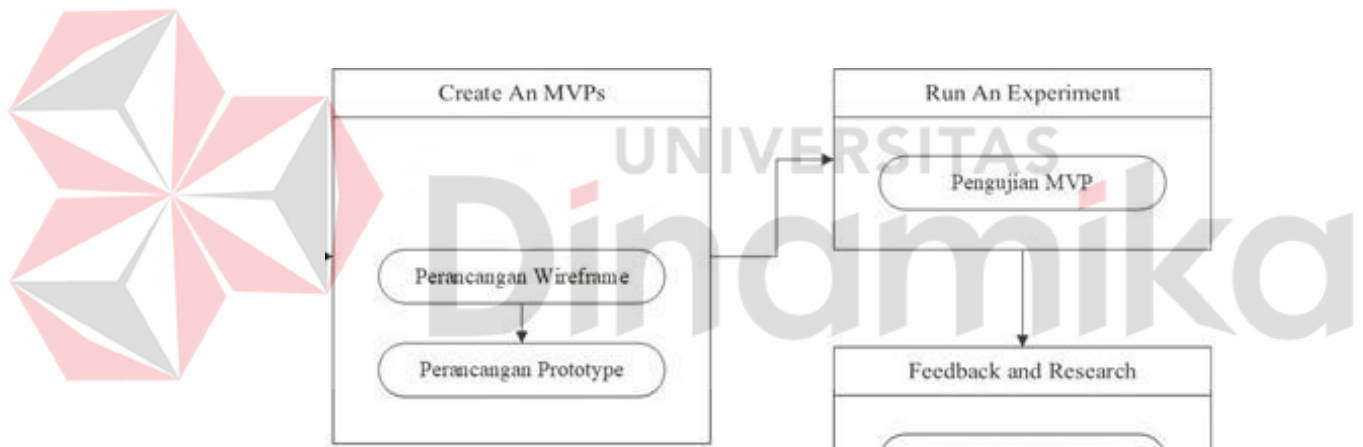 Create An MVPs
Perancangan Wireframe
Perancangan Prototype
Run An Experiment
Pengujian MVP
Feedback and Research
UNIVERSITAS
Dinamika